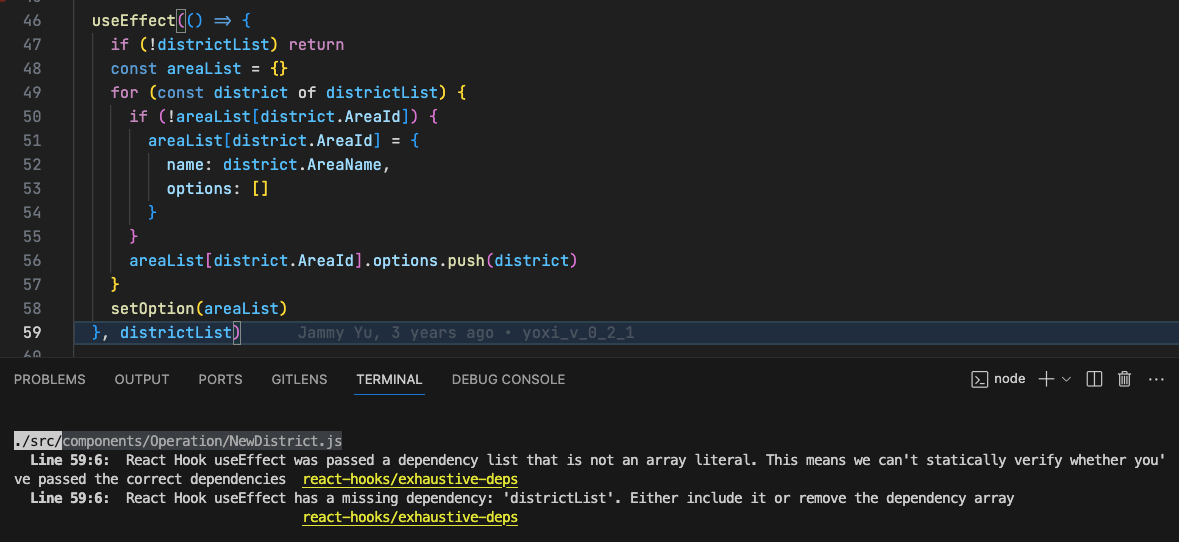 46 useEffect(() => {
47 if (!districtList) return
48 const areaList = {}
49 for (const district of districtList) {
50 if (!areaList[district.AreaId]) {
51 areaList[district.AreaId] = {
52 name: district.AreaName,
53 options: []
54 }
55 }
56 areaList[district.AreaId].options.push(district)
57 }
58 setOption(areaList)
59 }, districtList) Jammy Yu, 3 years ago • yoxi_v_0_2_1
60
PROBLEMS OUTPUT PORTS GITLENS TERMINAL DEBUG CONSOLE node
./src/components/Operation/NewDistrict.js
Line 59:6: React Hook useEffect was passed a dependency list that is not an array literal. This means we can't statically verify whether you'
ve passed the correct dependencies react-hooks/exhaustive-deps
Line 59:6: React Hook useEffect has a missing dependency: 'districtList'. Either include it or remove the dependency array
react-hooks/exhaustive-deps